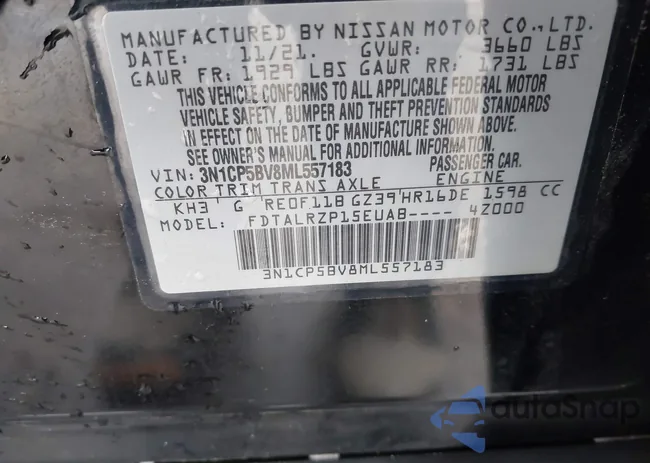 MANUFACTURED BY NISSAN MOTOR CO.,LTD.
DATE: 11/21. GVWR: 3660 LBS
GAWR FR: 1929 LBS GAWR RR: 1731 LBS
THIS VEHICLE CONFORMS TO ALL APPLICABLE FEDERAL MOTOR
VEHICLE SAFETY, BUMPER AND THEFT PREVENTION STANDARDS
IN EFFECT ON THE DATE OF MANUFACTURE SHOWN ABOVE.
SEE OWNER'S MANUAL FOR ADDITIONAL INFORMATION.
VIN: 3N1CP5BV8ML557183 PASSENGER CAR.
COLOR TRIM TRANS AXLE ENGINE
KH3' G 'RE0F11B GZ39'HR16DE 1598 CC
MODEL: FDTALRZP15EUAB---- 4Z000
3N1CP5BV8ML557183
autoSnap